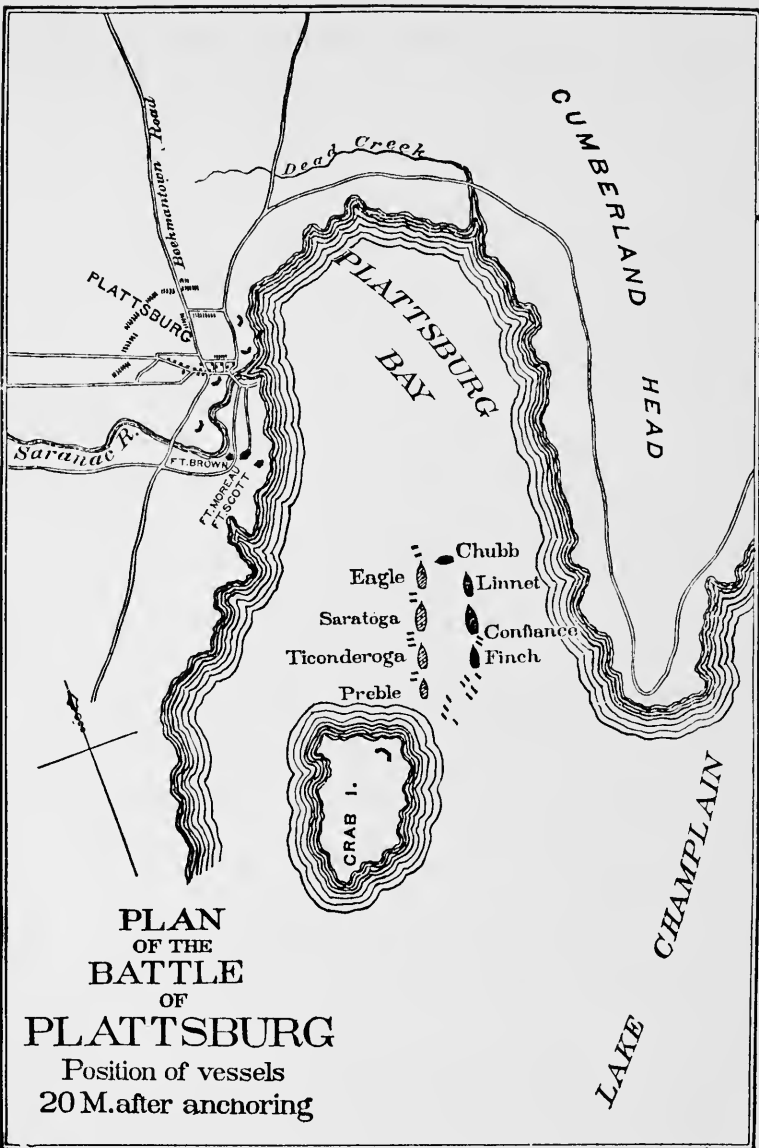 Beekmantown Road
Dead Creek
CUMBERLAND HEAD
PLATTSBURG
PLATTSBURG
BAY
Saranac R.
FT. BROWN
FT. MOREAU
FT. SCOTT
Chubb
Eagle
Linnet
Saratoga
Confiance
Ticonderoga
Finch
Preble
CRAB I.
LAKE CHAMPLAIN
PLAN
OF THE
BATTLE
OF
PLATTSBURG
Position of vessels
20 M. after anchoring